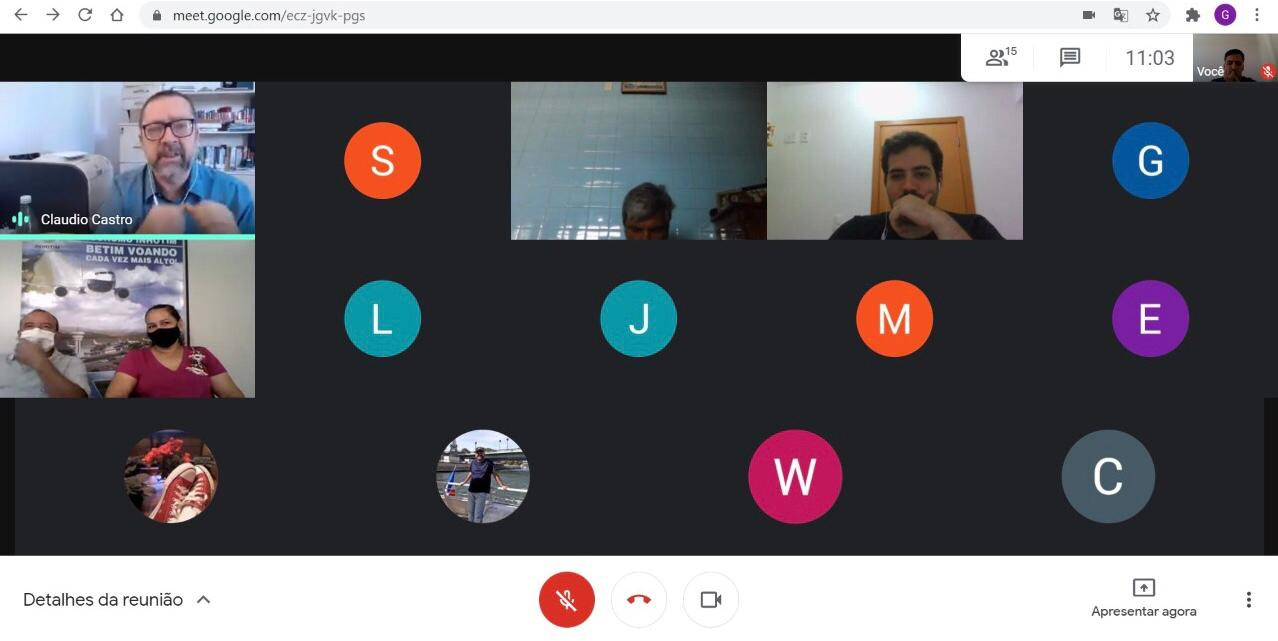 meet.google.com/ecz-jgvk-pgs
G
15
11:03
Você
Claudio Castro
S
G
BETIM VOANDO
CADA VEZ MAIS ALTO!
L
J
M
E
W
C
Detalhes da reunião
Apresentar agora